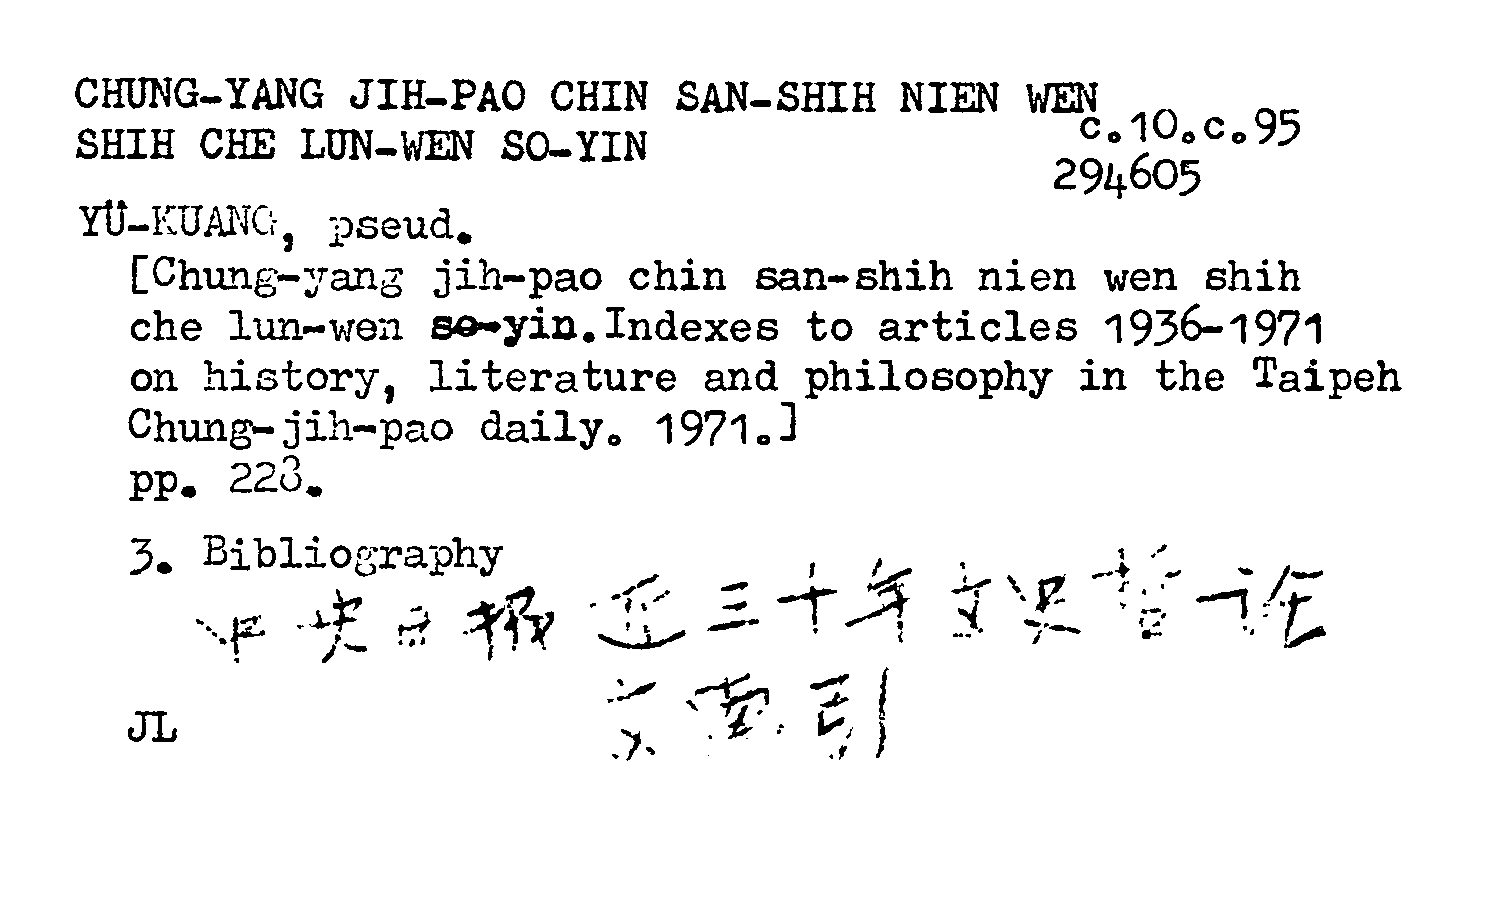 CHUNG-YANG JIH-PAO CHIN SAN-SHIH NIEN WEN
SHIH CHE LUN-WEN SO-YIN
c.10.c.95
294605
YÜ-KUANG, pseud.
[Chung-yang jih-pao chin san-shih nien wen shih
che lun-wen so-yin. Indexes to articles 1936-1971
on history, literature and philosophy in the Taipeh
Chung-jih-pao daily. 1971.]
pp. 228.
3. Bibliography
中央日报近三十年文史哲论
文索引
JL